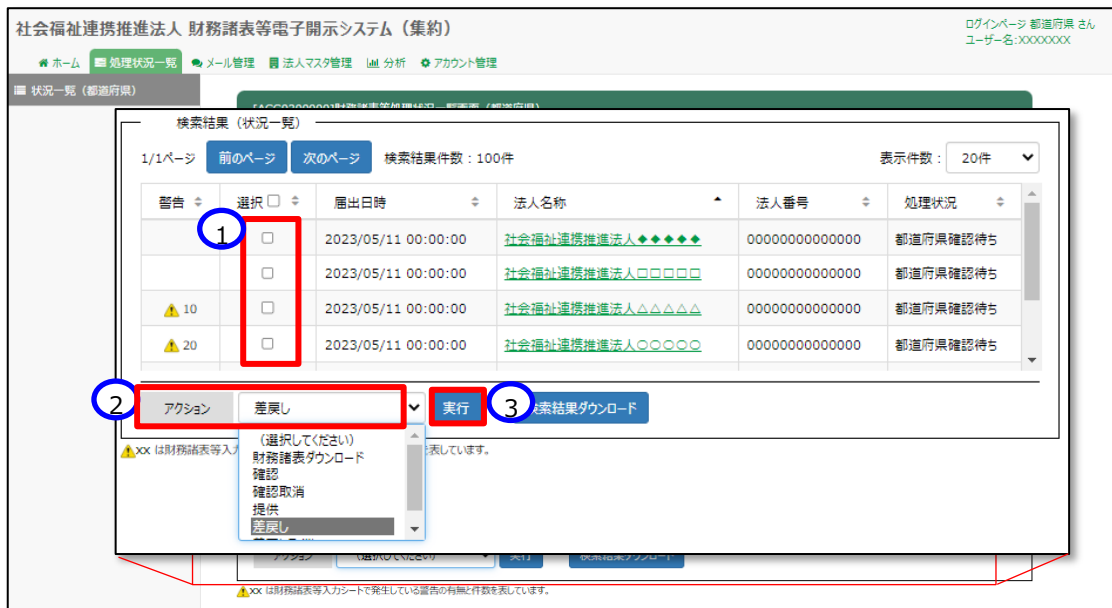 社会福祉連携推進法人 財務諸表等電子開示システム（集約）
ログインページ 都道府県 さん
ユーザー名:XXXXXXX
ホーム 処理状況一覧 メール管理 法人マスタ管理 分析 アカウント管理
状況一覧（都道府県）
検索結果（状況一覧）
1/1ページ 前のページ 次のページ 検索結果件数：100件 表示件数： 20件
警告 選択 届出日時 法人名称 法人番号 処理状況
1
2023/05/11 00:00:00 社会福祉連携推進法人◆◆◆◆◆ 00000000000000 都道府県確認待ち
2023/05/11 00:00:00 社会福祉連携推進法人□□□□□ 00000000000000 都道府県確認待ち
10 2023/05/11 00:00:00 社会福祉連携推進法人△△△△△ 00000000000000 都道府県確認待ち
20 2023/05/11 00:00:00 社会福祉連携推進法人○○○○○ 00000000000000 都道府県確認待ち
2 アクション 差戻し 実行 3 検索結果ダウンロード
（選択してください）
財務諸表ダウンロード
確認
確認取消
提供
差戻し
xx は財務諸表等入 表しています。
xx は財務諸表等入力シートで発生している警告の有無と件数を表しています。